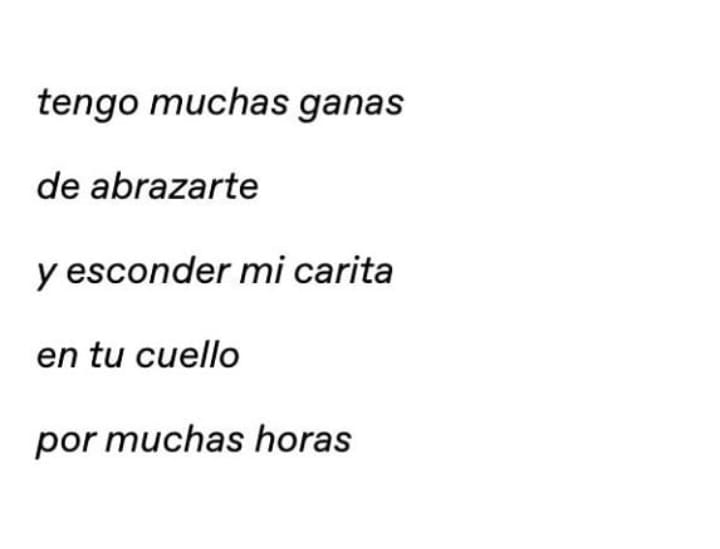 tengo muchas ganas
de abrazarte
y esconder mi carita
en tu cuello
por muchas horas